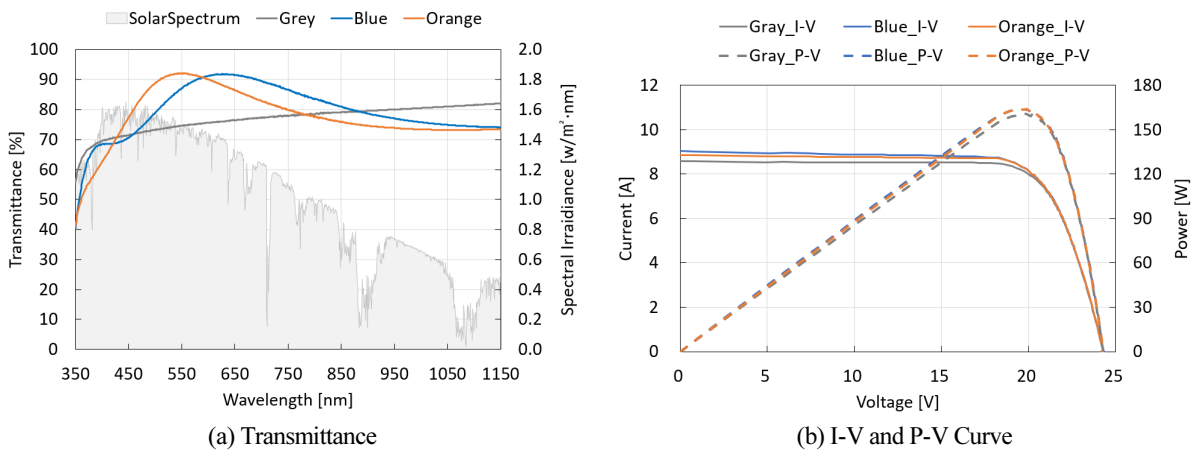 SolarSpectrum Grey Blue Orange
100 2.0
90 1.8
80 1.6
70 1.4
60 1.2
50 1.0
40 0.8
30 0.6
20 0.4
10 0.2
0 0.0
350 450 550 650 750 850 950 1050 1150
Transmittance [%]
Spectral Irraidiance [w/m²·nm]
Wavelength [nm]
(a) Transmittance
Gray_I-V Blue_I-V Orange_I-V
Gray_P-V Blue_P-V Orange_P-V
12 180
10 150
8 120
6 90
4 60
2 30
0 0
0 5 10 15 20 25
Current [A]
Power [W]
Voltage [V]
(b) I-V and P-V Curve